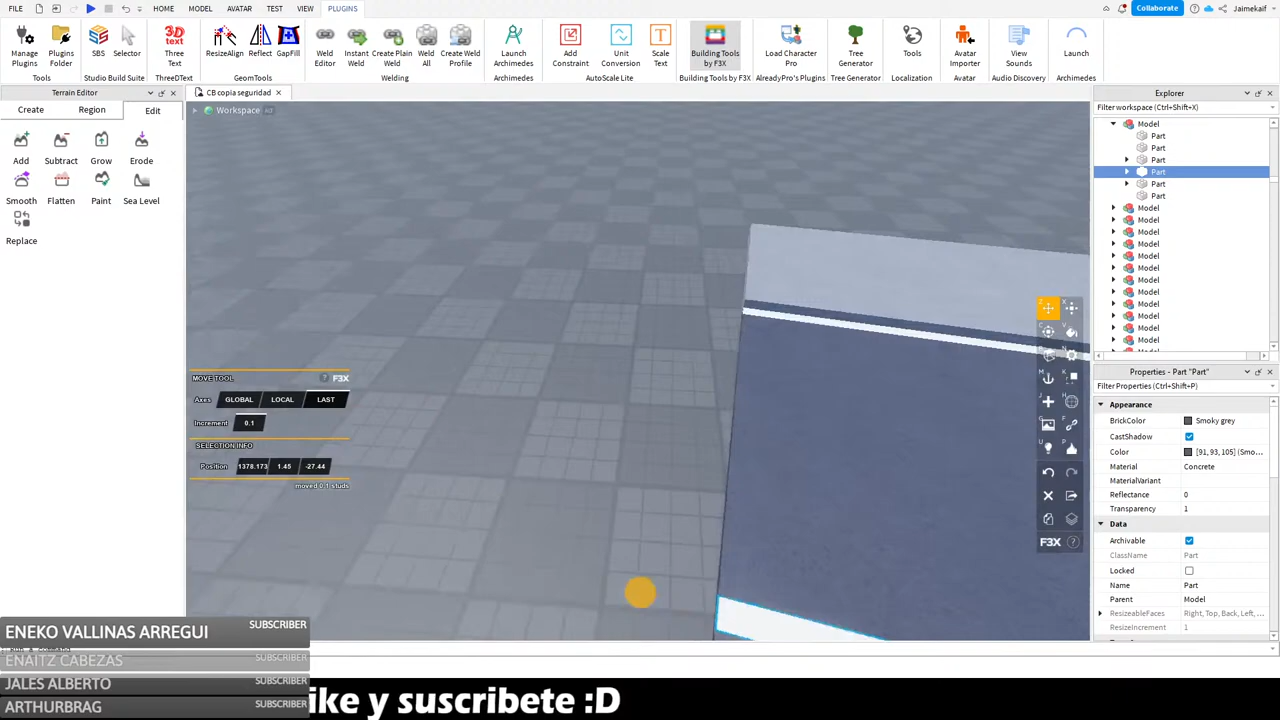 FILE HOME MODEL AVATAR TEST VIEW PLUGINS Collaborate Jaimekaif
Manage Plugins
Plugins Folder
Tools
SBS
Selector
Studio Build Suite
3D text
Three Text
ThreeDText
ResizeAlign
Reflect
GapFill
GeomTools
Weld Editor
Instant Weld
Create Plain Weld
Weld All
Create Weld Profile
Welding
Launch Archimedes
Archimedes
Add Constraint
Unit Conversion
Scale Text
AutoScale Lite
Building Tools by F3X
Building Tools by F3X
Load Character Pro
AlreadyPro's Plugins
Tree Generator
Tree Generator
Tools
Localization
Avatar Importer
Avatar
View Sounds
Audio Discovery
Launch
Archimedes
Terrain Editor
Create Region Edit
Add Subtract Grow Erode
Smooth Flatten Paint Sea Level
Replace
CB copia seguridad
Workspace
MOVE TOOL F3X
Axes GLOBAL LOCAL LAST
Increment 0.1
SELECTION INFO
Position 1378.173 1.45 -27.44
moved 0.1 studs
F3X
Explorer
Filter workspace (Ctrl+Shift+X)
Model
Part
Part
Part
Part
Part
Part
Model
Model
Model
Model
Model
Model
Model
Model
Model
Model
Model
Model
Properties - Part "Part"
Filter Properties (Ctrl+Shift+P)
Appearance
BrickColor Smoky grey
CastShadow
Color [91, 93, 105] (Smo...
Material Concrete
MaterialVariant
Reflectance 0
Transparency 1
Data
Archivable
ClassName Part
Locked
Name Part
Parent Model
ResizeableFaces Right, Top, Back, Left, ...
ResizeIncrement 1
ENEKO VALLINAS ARREGUI SUBSCRIBER
ENAITZ CABEZAS SUBSCRIBER
JALES ALBERTO SUBSCRIBER
ARTHURBRAG SUBSCRIBER
ike y suscribete :D